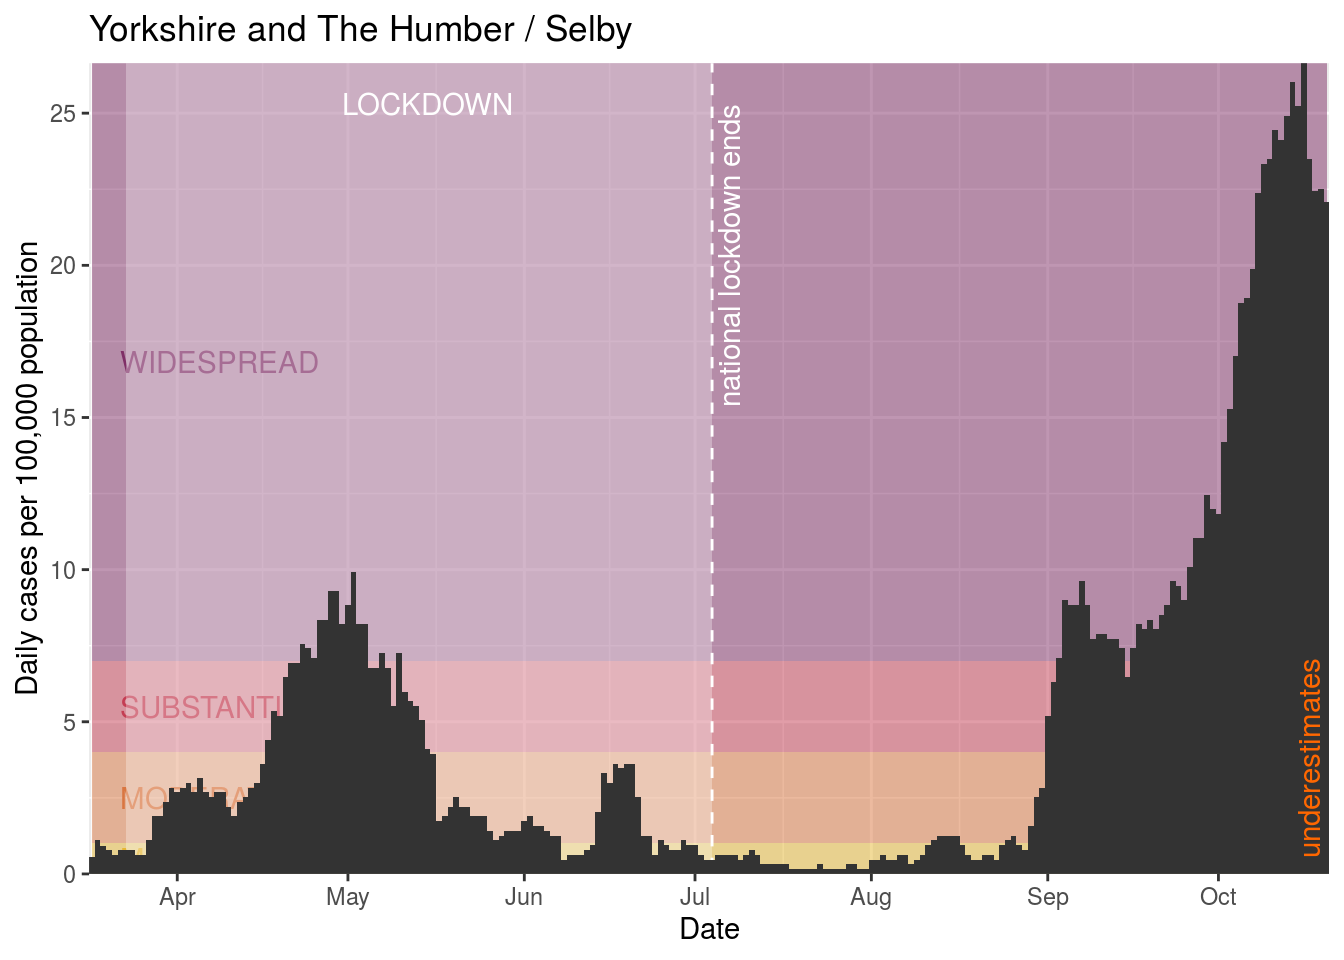 Yorkshire and The Humber / Selby
LOCKDOWN
national lockdown ends
WIDESPREAD
SUBSTANTI
MODERA
underestimates
Daily cases per 100,000 population
25
20
15
10
5
0
Apr
May
Jun
Jul
Aug
Sep
Oct
Date